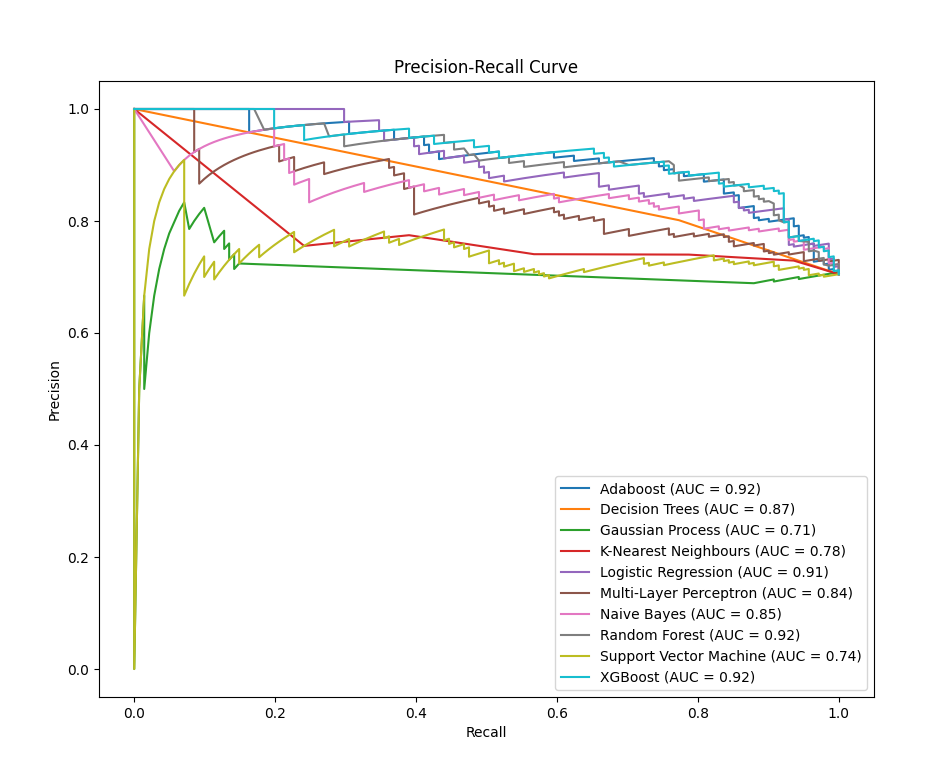 Precision-Recall Curve
1.0
0.8
0.6
0.4
0.2
0.0
Precision
0.0 0.2 0.4 0.6 0.8 1.0
Recall
Adaboost (AUC = 0.92)
Decision Trees (AUC = 0.87)
Gaussian Process (AUC = 0.71)
K-Nearest Neighbours (AUC = 0.78)
Logistic Regression (AUC = 0.91)
Multi-Layer Perceptron (AUC = 0.84)
Naive Bayes (AUC = 0.85)
Random Forest (AUC = 0.92)
Support Vector Machine (AUC = 0.74)
XGBoost (AUC = 0.92)